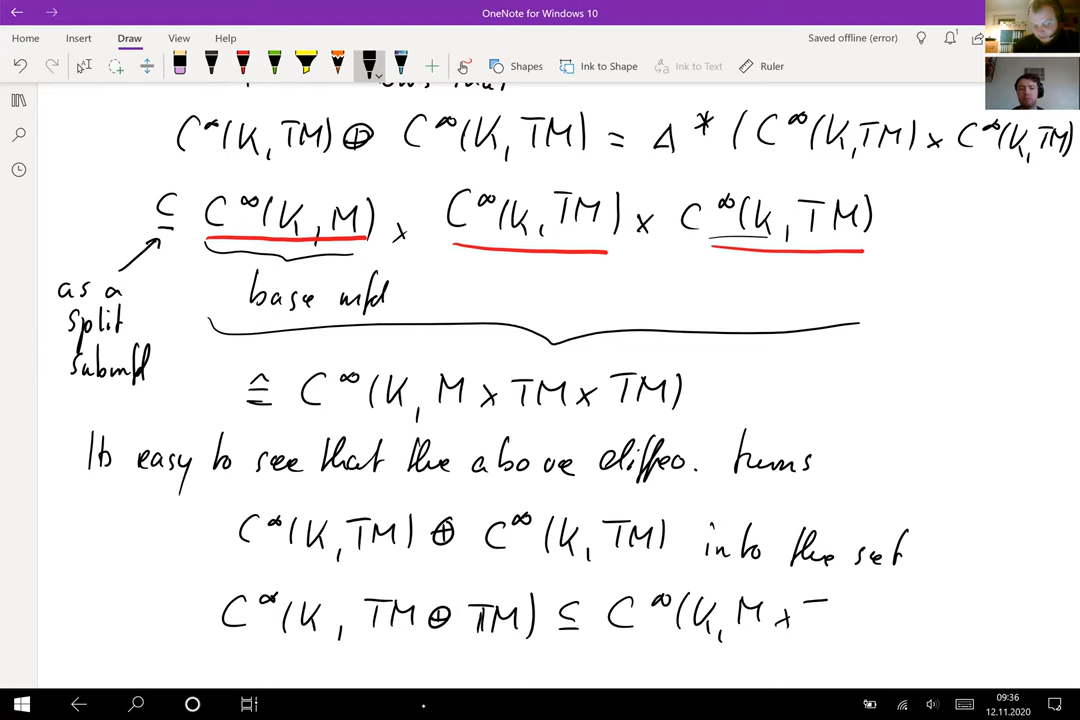 OneNote for Windows 10
Home Insert Draw View Help Saved offline (error)
Shapes Ink to Shape Ink to Text Ruler
C^∞(K, TM) ⊕ C^∞(K, TM) = Δ*(C^∞(K, TM) × C^∞(K, TM)
⊆ C^∞(K, M) × C^∞(K, TM) × C^∞(K, TM)
as a
split
submfd
base mfd
≅ C^∞(K, M × TM × TM)
Its easy to see that the above diffeo. turns
C^∞(K, TM) ⊕ C^∞(K, TM) into the set
C^∞(K, TM ⊕ TM) ⊆ C^∞(K, M ×
09:36
12.11.2020